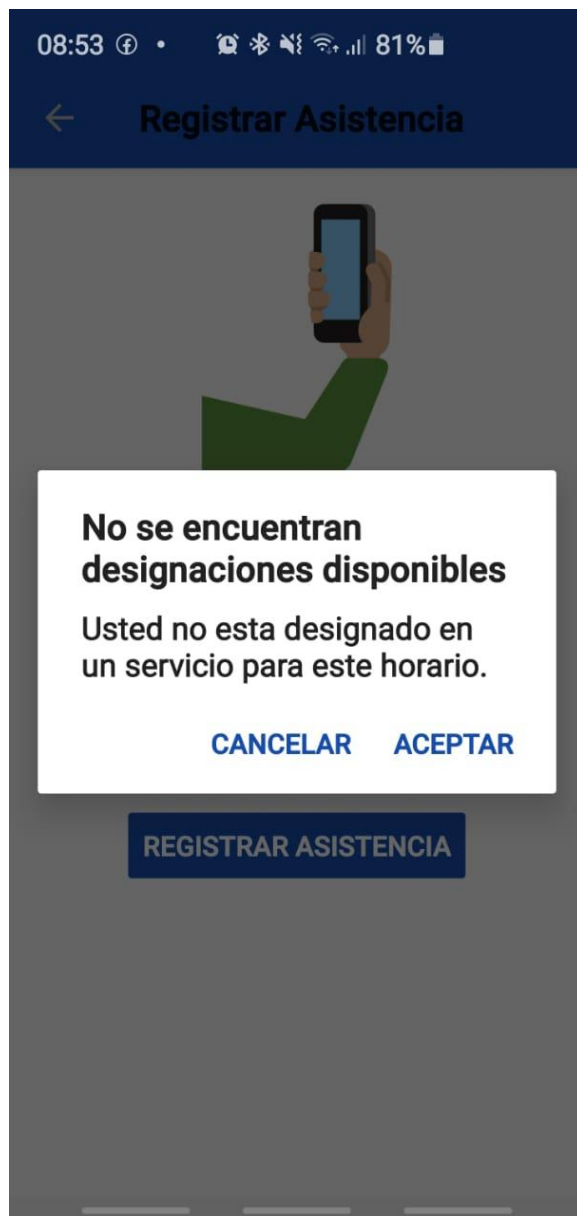 08:53 81%
Registrar Asistencia
No se encuentran
designaciones disponibles
Usted no esta designado en
un servicio para este horario.
CANCELAR ACEPTAR
REGISTRAR ASISTENCIA